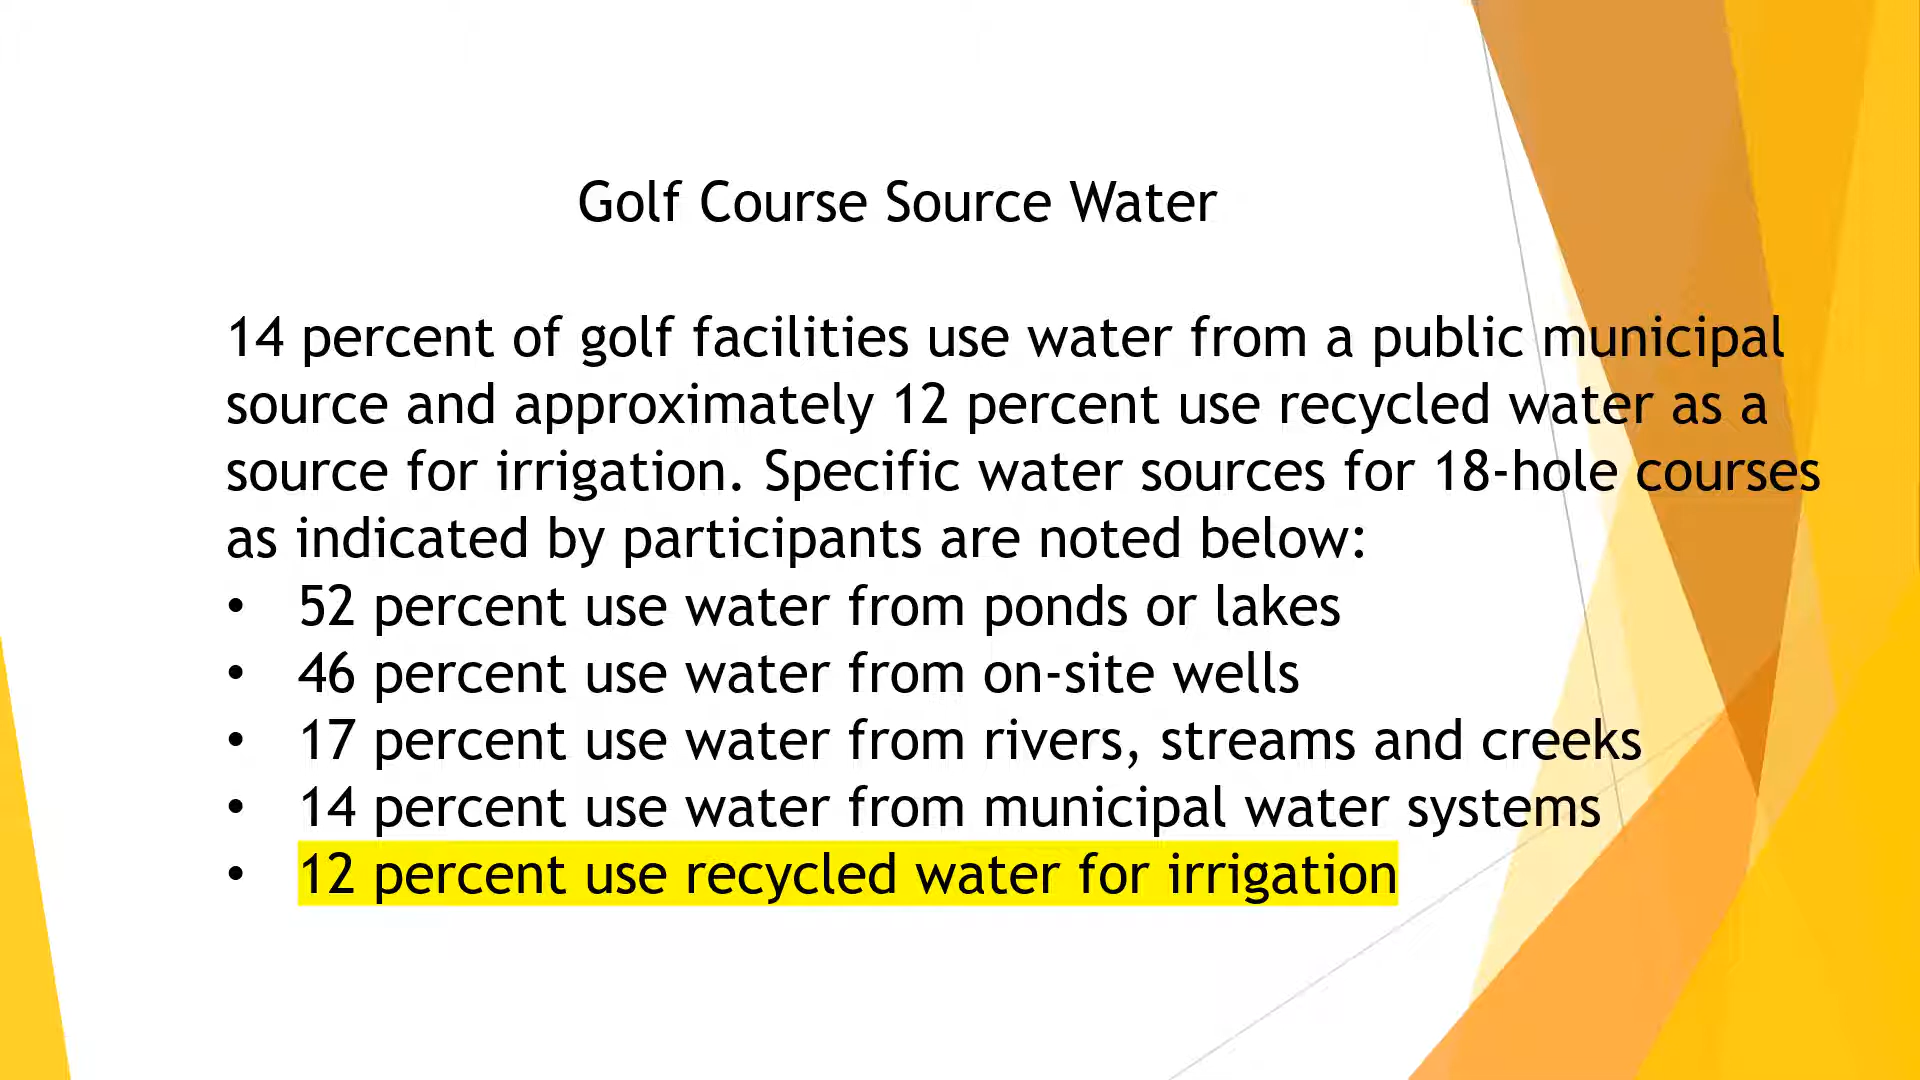 Golf Course Source Water
14 percent of golf facilities use water from a public municipal
source and approximately 12 percent use recycled water as a
source for irrigation. Specific water sources for 18-hole courses
as indicated by participants are noted below:
• 52 percent use water from ponds or lakes
• 46 percent use water from on-site wells
• 17 percent use water from rivers, streams and creeks
• 14 percent use water from municipal water systems
• 12 percent use recycled water for irrigation